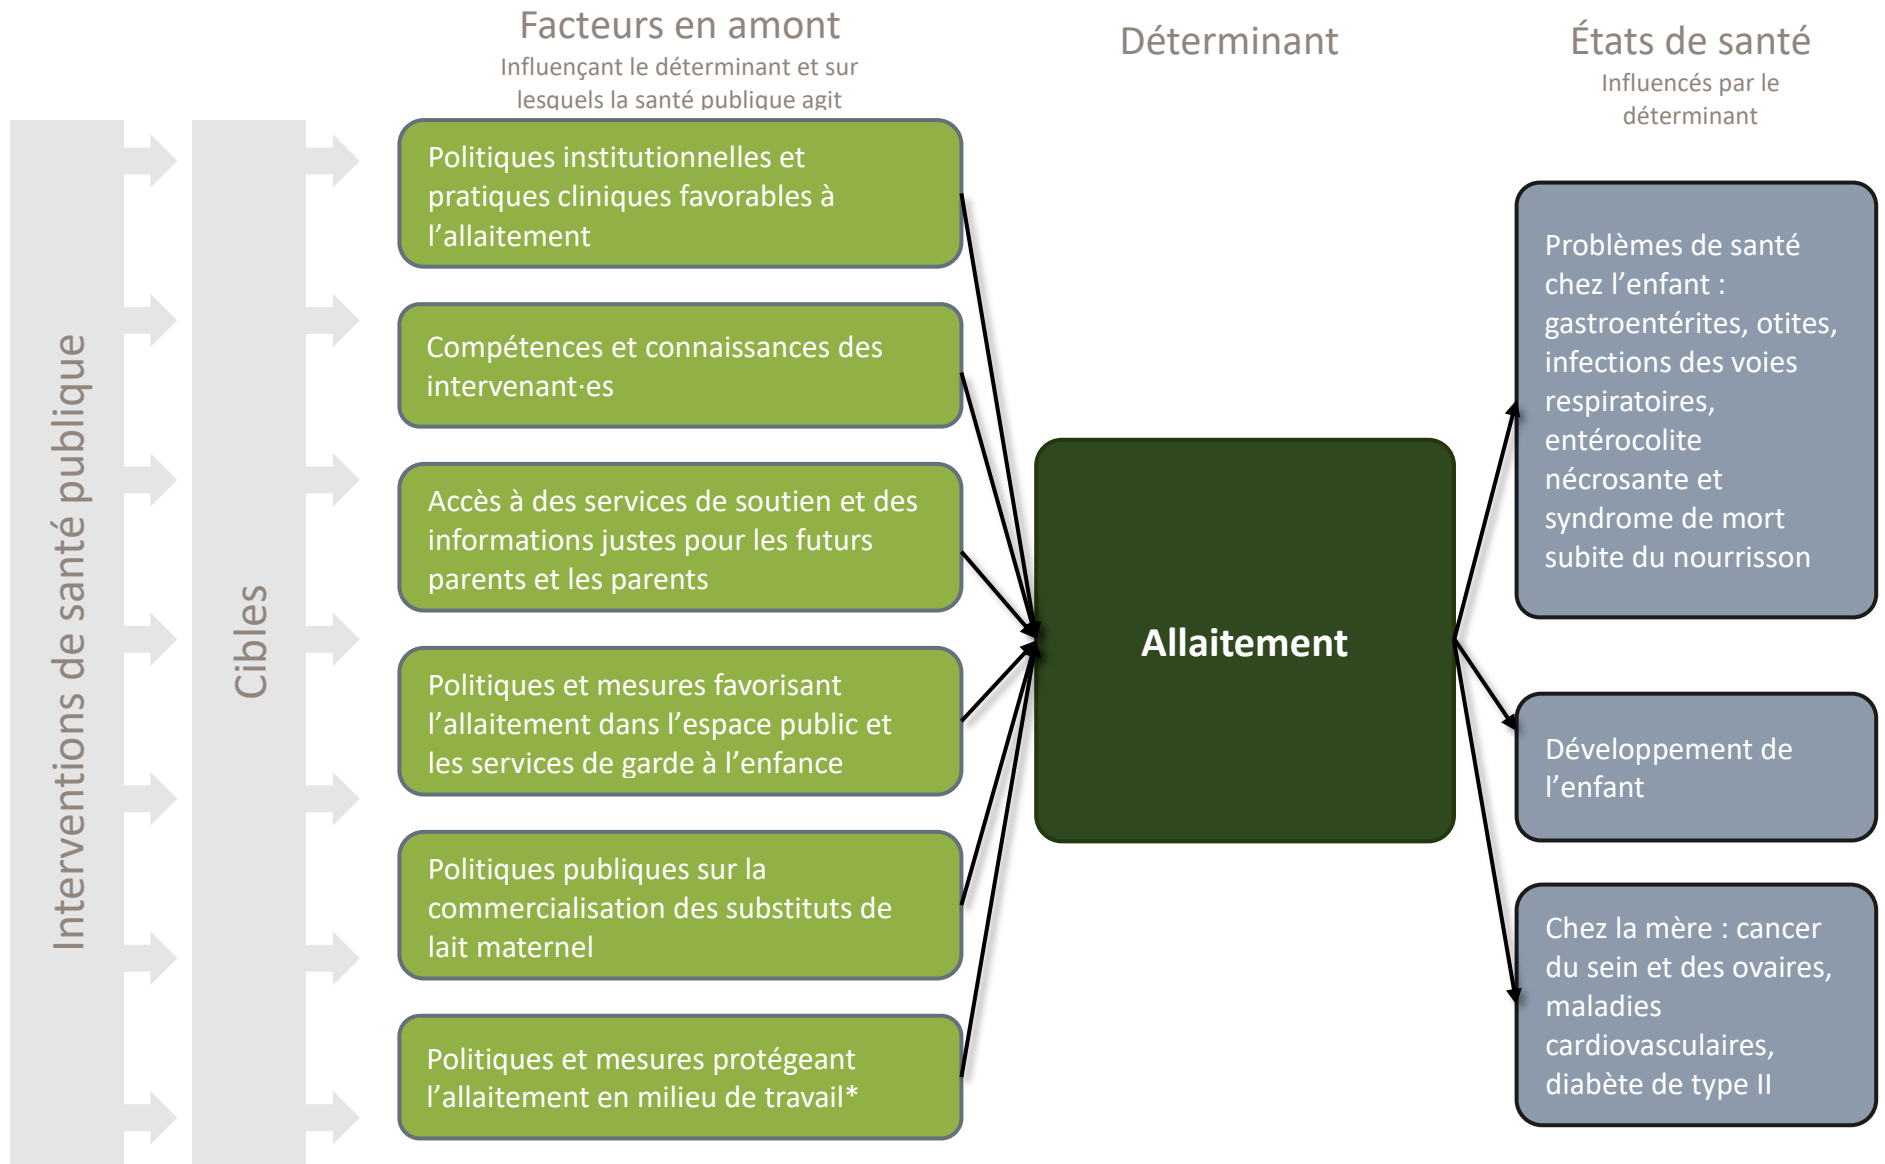 Facteurs en amont
Influençant le déterminant et sur
lesquels la santé publique agit
Déterminant
États de santé
Influencés par le
déterminant
Interventions de santé publique
Cibles
Politiques institutionnelles et
pratiques cliniques favorables à
l’allaitement
Compétences et connaissances des
intervenant·es
Accès à des services de soutien et des
informations justes pour les futurs
parents et les parents
Politiques et mesures favorisant
l’allaitement dans l’espace public et
les services de garde à l’enfance
Politiques publiques sur la
commercialisation des substituts de
lait maternel
Politiques et mesures protégeant
l’allaitement en milieu de travail*
Allaitement
Problèmes de santé
chez l’enfant :
gastroentérites, otites,
infections des voies
respiratoires,
entérocolite
nécrosante et
syndrome de mort
subite du nourrisson
Développement de
l’enfant
Chez la mère : cancer
du sein et des ovaires,
maladies
cardiovasculaires,
diabète de type II